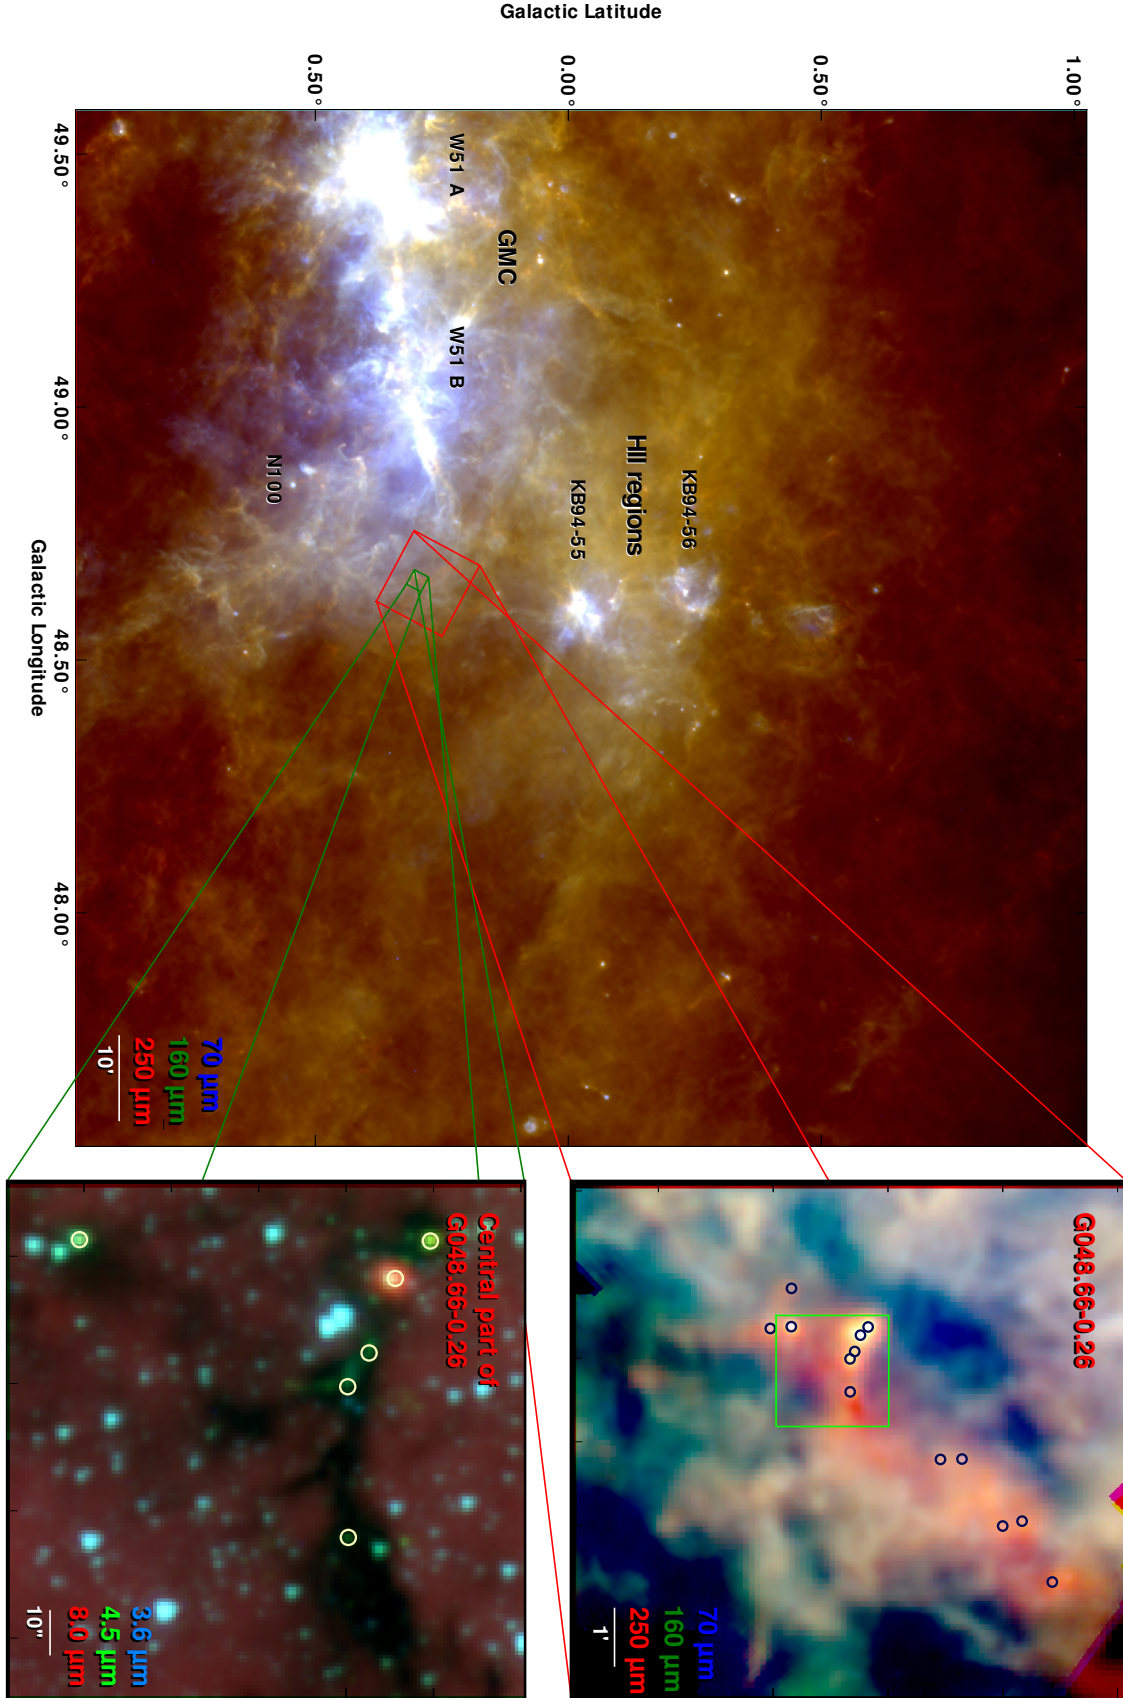 Galactic Latitude
0.50°
0.00°
0.50°
1.00°
49.50°
49.00°
48.50°
48.00°
Galactic Longitude
W51 A
GMC
W51 B
N100
HII regions
KB94-56
KB94-55
70 µm
160 µm
250 µm
10'
G048.66-0.26
70 µm
160 µm
250 µm
1'
Central part of
G048.66-0.26
3.6 µm
4.5 µm
8.0 µm
10"